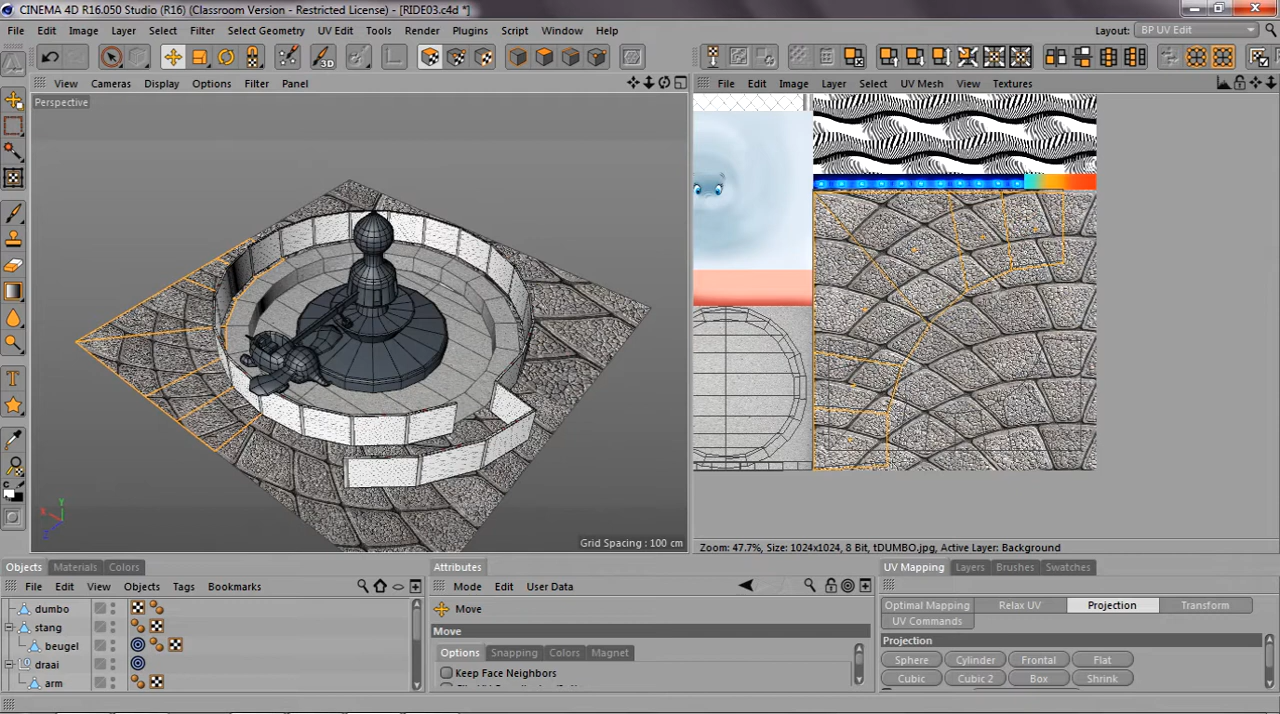 CINEMA 4D R16.050 Studio (R16) (Classroom Version - Restricted License) - [RIDE03.c4d *]
File Edit Image Layer Select Filter Select Geometry UV Edit Tools Render Plugins Script Window Help Layout: BP UV Edit
3D
View Cameras Display Options Filter Panel
File Edit Image Layer Select UV Mesh Textures
Perspective
Y
X
Z
Grid Spacing : 100 cm
Zoom: 47.7%, Size: 1024x1024, 8 Bit, tDUMBO.jpg, Active Layer: Background
Objects Materials Colors
File Edit View Objects Tags Bookmarks
dumbo
stang
beugel
draai
arm
Attributes
Mode Edit User Data
Move
Move
Options Snapping Colors Magnet
Keep Face Neighbors
UV Mapping Layers Brushes Swatches
Optimal Mapping Relax UV Projection Transform
UV Commands
Projection
Sphere Cylinder Frontal Flat
Cubic Cubic 2 Box Shrink